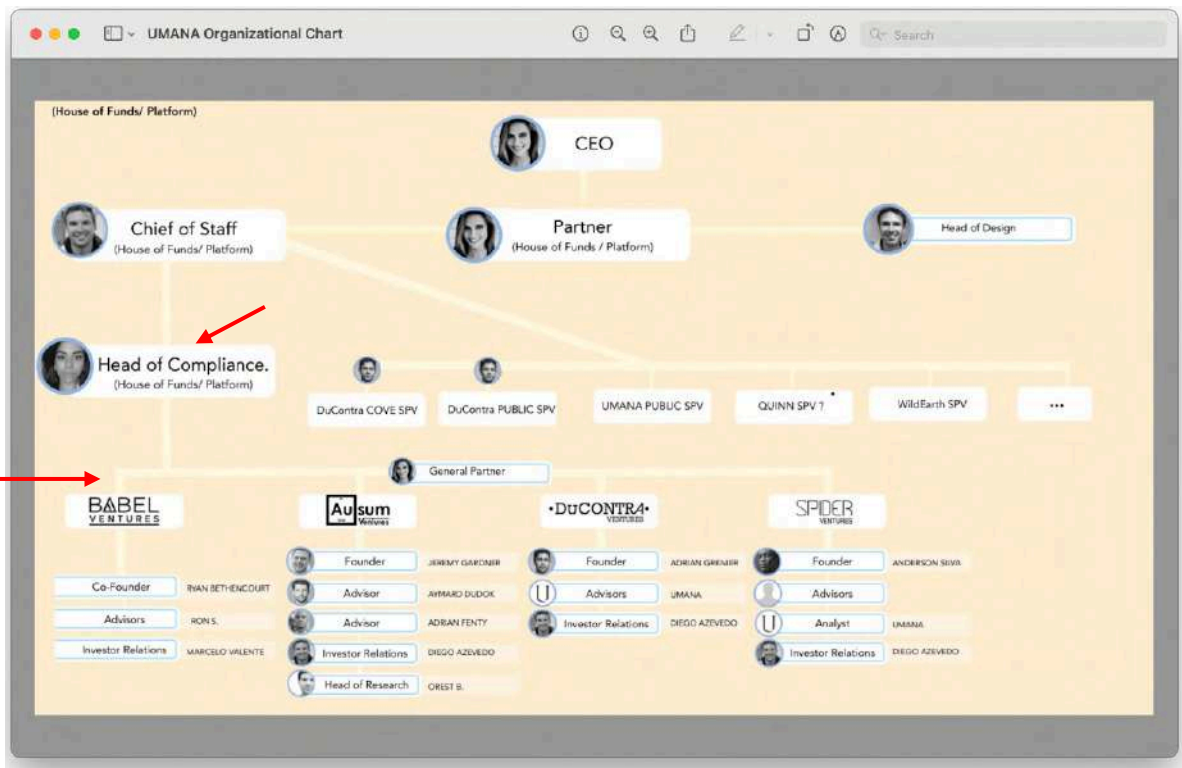 UMANA Organizational Chart
Search
(House of Funds/ Platform)
CEO
Chief of Staff
(House of Funds/ Platform)
Partner
(House of Funds / Platform)
Head of Design
Head of Compliance.
(House of Funds/ Platform)
DuContra COVE SPV
DuContra PUBLIC SPV
UMANA PUBLIC SPV
QUINN SPV ?
WildEarth SPV
...
General Partner
BABEL
VENTURES
Au sum
Ventures
·DUCONTRA·
VENTURES
SPIDER
VENTURES
Co-Founder RYAN BETHENCOURT
Advisors RON S.
Investor Relations MARCELO VALENTE
Founder JEREMY GARDNER
Advisor AYMARD DUDOK
Advisor ADRIAN FENTY
Investor Relations DIEGO AZEVEDO
Head of Research OREST B.
Founder ADRIAN GRENIER
U Advisors UMANA
Investor Relations DIEGO AZEVEDO
Founder ANDERSON SILVA
Advisors
U Analyst UMANA
Investor Relations DIEGO AZEVEDO